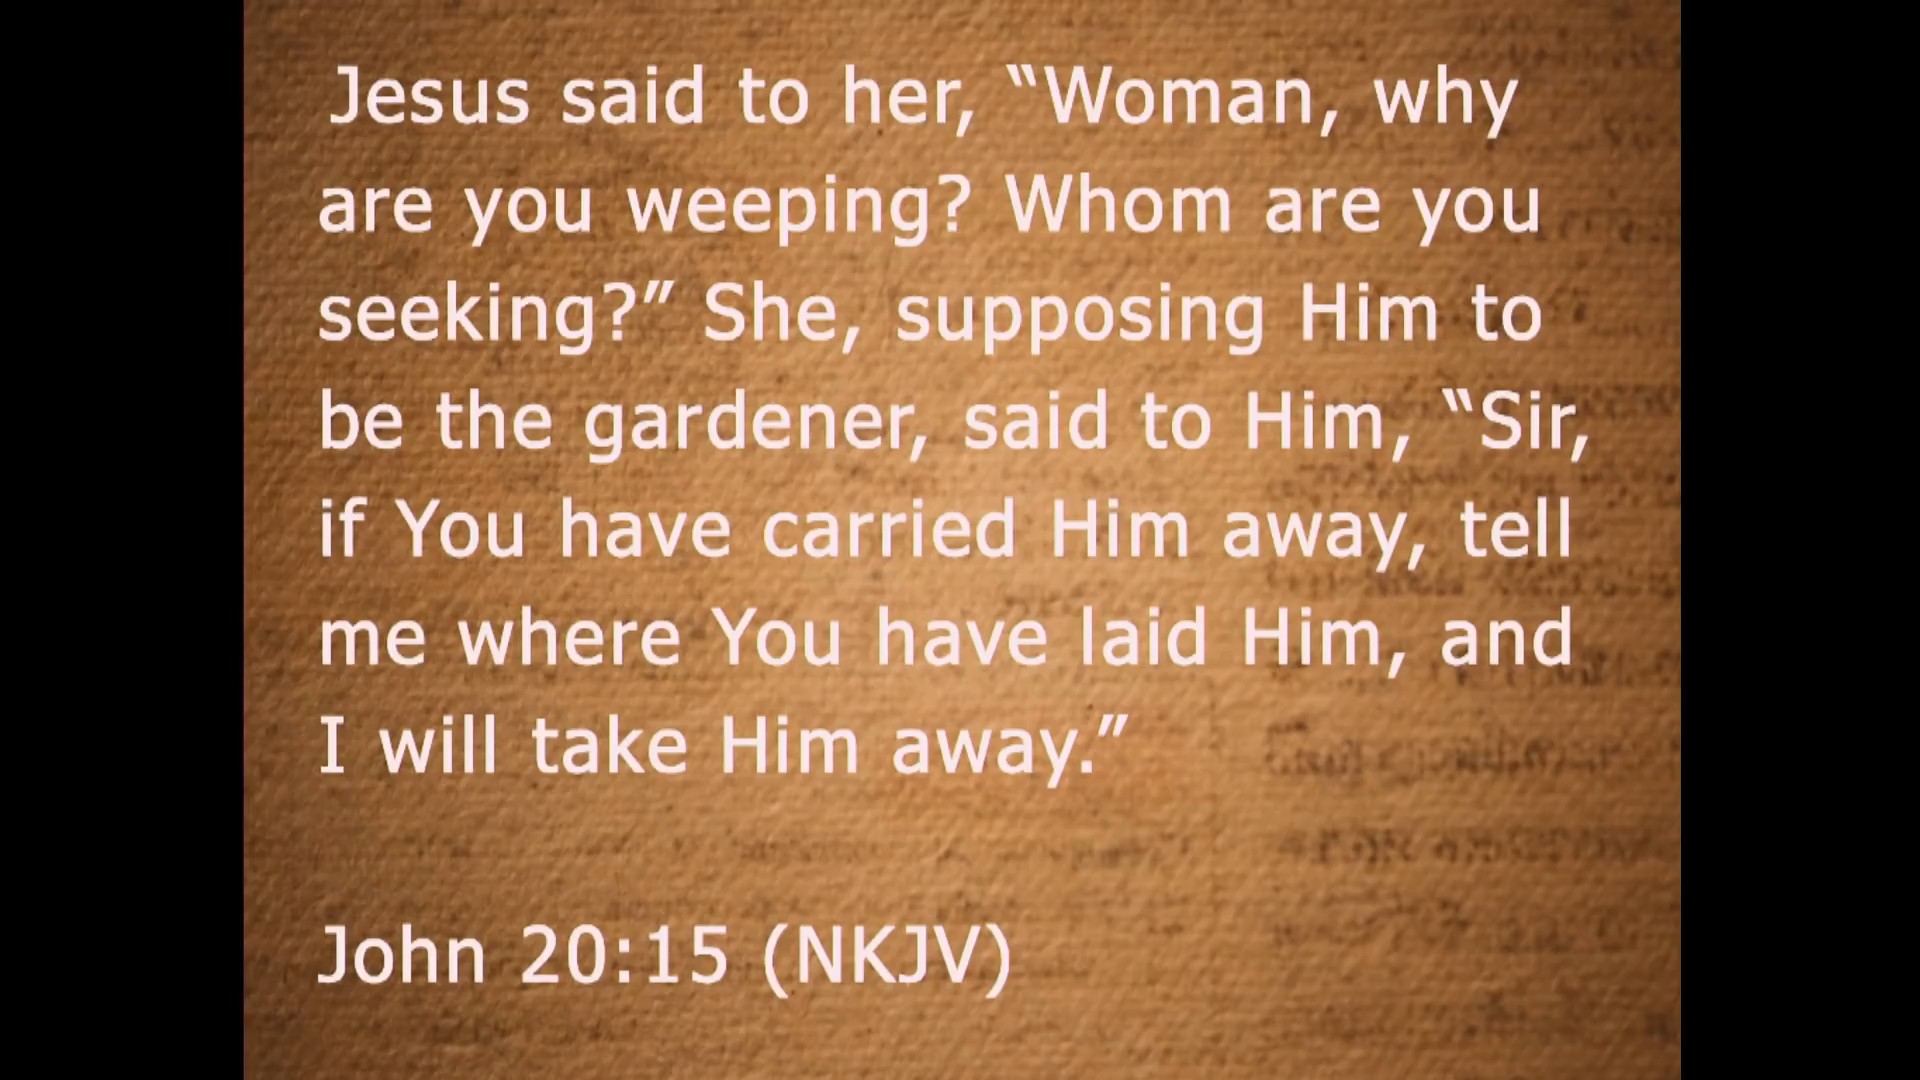 Jesus said to her, “Woman, why
are you weeping? Whom are you
seeking?” She, supposing Him to
be the gardener, said to Him, “Sir,
if You have carried Him away, tell
me where You have laid Him, and
I will take Him away.”
John 20:15 (NKJV)